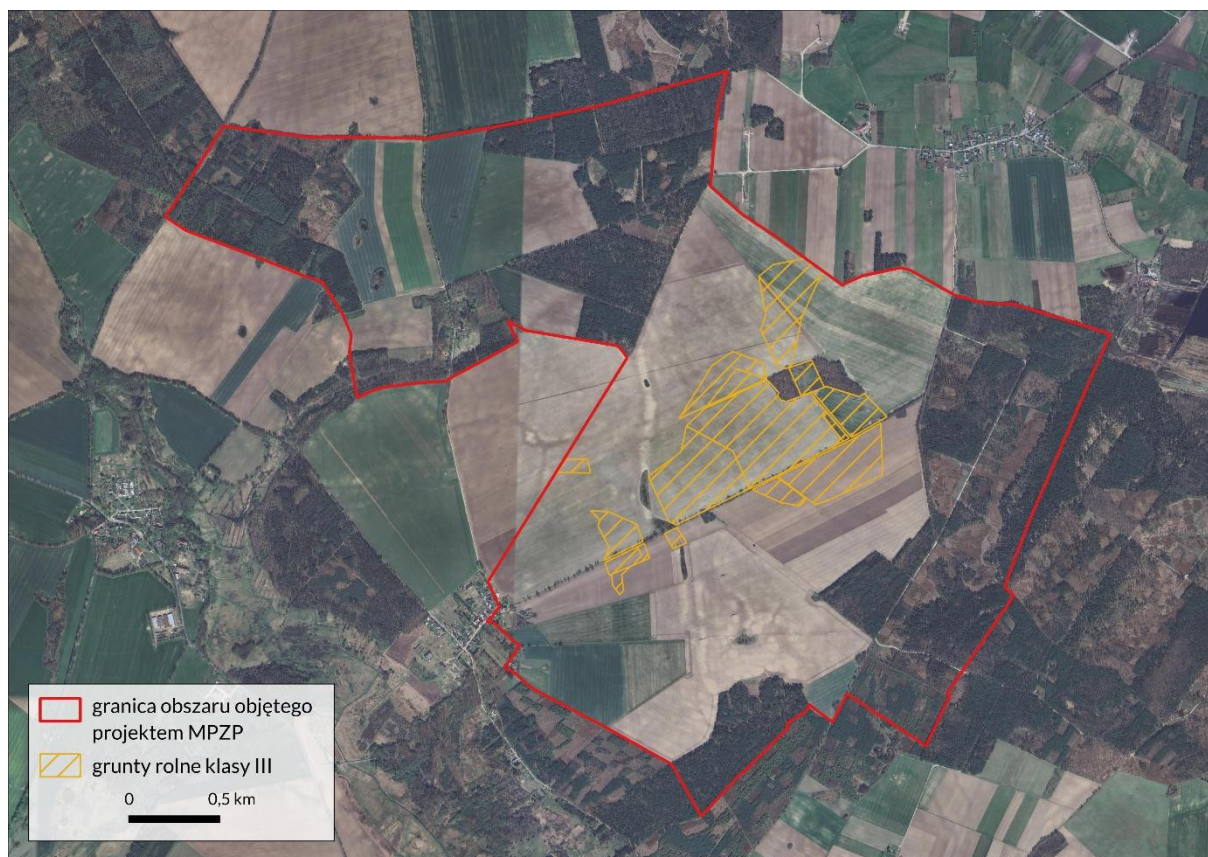 granica obszaru objętego
projektem MPZP
grunty rolne klasy III
0 0,5 km